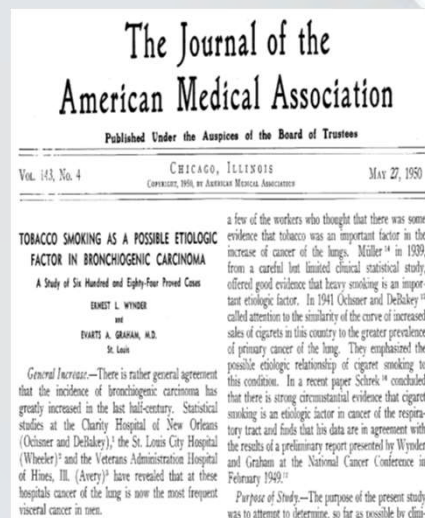 The Journal of the
American Medical Association
Published Under the Auspices of the Board of Trustees
Vol. 143, No. 4
CHICAGO, ILLINOIS
COPYRIGHT, 1950, BY AMERICAN MEDICAL ASSOCIATION
MAY 27, 1950
TOBACCO SMOKING AS A POSSIBLE ETIOLOGIC
FACTOR IN BRONCHIOGENIC CARCINOMA
A Study of Six Hundred and Eighty-Four Proved Cases
ERNEST L. WYNDER
and
EVARTS A. GRAHAM, M.D.
St. Louis
General Increase.—There is rather general agreement
that the incidence of bronchiogenic carcinoma has
greatly increased in the last half-century. Statistical
studies at the Charity Hospital of New Orleans
(Ochsner and DeBakey),¹ the St. Louis City Hospital
(Wheeler)² and the Veterans Administration Hospital
of Hines, Ill. (Avery)³ have revealed that at these
hospitals cancer of the lung is now the most frequent
visceral cancer in men.
a few of the workers who thought that there was some
evidence that tobacco was an important factor in the
increase of cancer of the lungs. Müller ¹⁴ in 1939,
from a careful but limited clinical statistical study,
offered good evidence that heavy smoking is an impor-
tant etiologic factor. In 1941 Ochsner and DeBakey
called attention to the similarity of the curve of increased
sales of cigarets in this country to the greater prevalence
of primary cancer of the lung. They emphasized the
possible etiologic relationship of cigaret smoking to
this condition. In a recent paper Schrek ¹⁶ concluded
that there is strong circumstantial evidence that cigaret
smoking is an etiologic factor in cancer of the respira-
tory tract and finds that his data are in agreement with
the results of a preliminary report presented by Wynder
and Graham at the National Cancer Conference in
February 1949.
Purpose of Study.—The purpose of the present study
was to attempt to determine, so far as possible by clini-